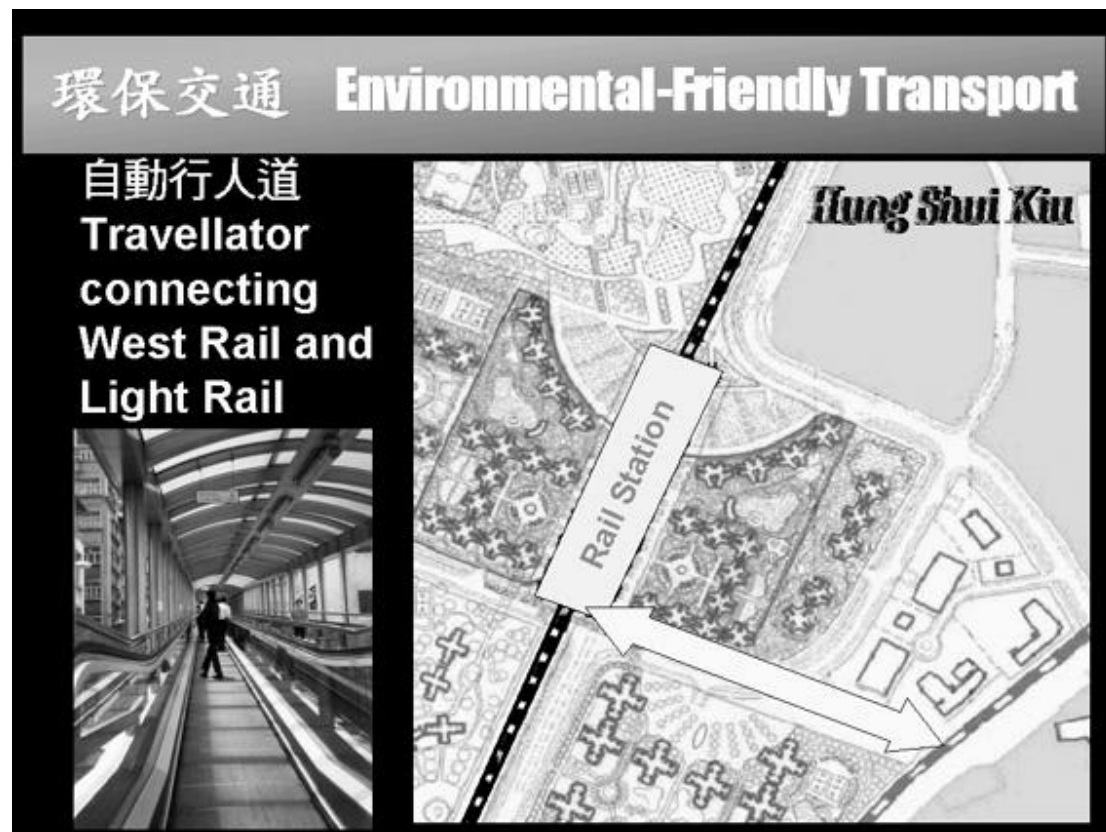 環保交通 Environmental-Friendly Transport
自動行人道
Travellator
connecting
West Rail and
Light Rail
Hung Shui Kiu
Rail Station